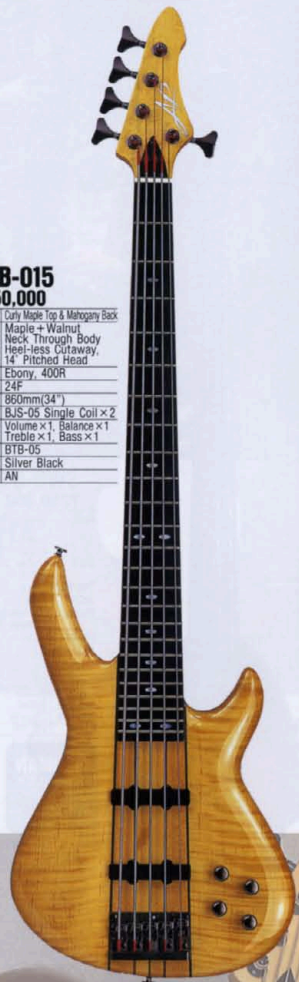 B-015
50,000
Curly Maple Top & Mahogany Back
Maple+Walnut
Neck Through Body
Heel-less Cutaway,
14° Pitched Head
Ebony, 400R
24F
860mm(34")
BJS-05 Single Coil×2
Volume×1, Balance×1
Treble×1, Bass×1
BTB-05
Silver Black
AN